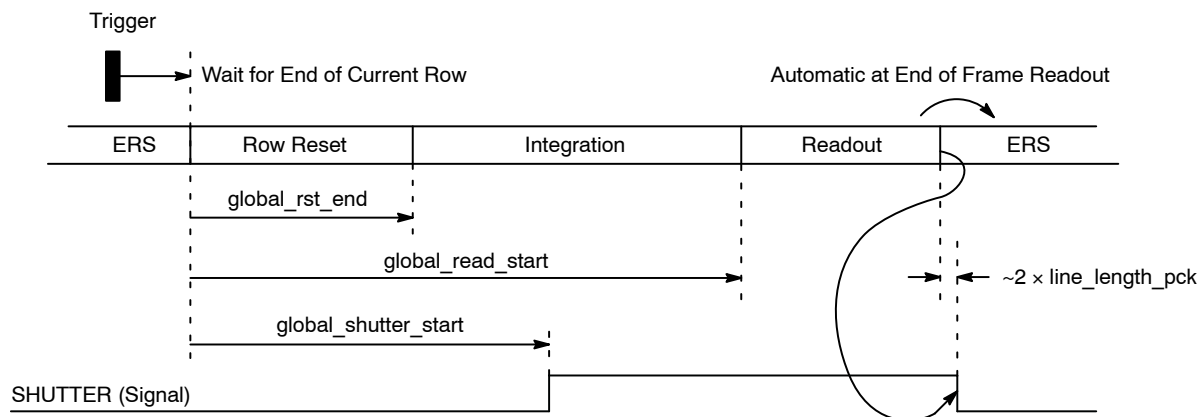 Trigger
Wait for End of Current Row
Automatic at End of Frame Readout
ERS
Row Reset
Integration
Readout
ERS
global_rst_end
global_read_start
~2 × line_length_pck
global_shutter_start
SHUTTER (Signal)